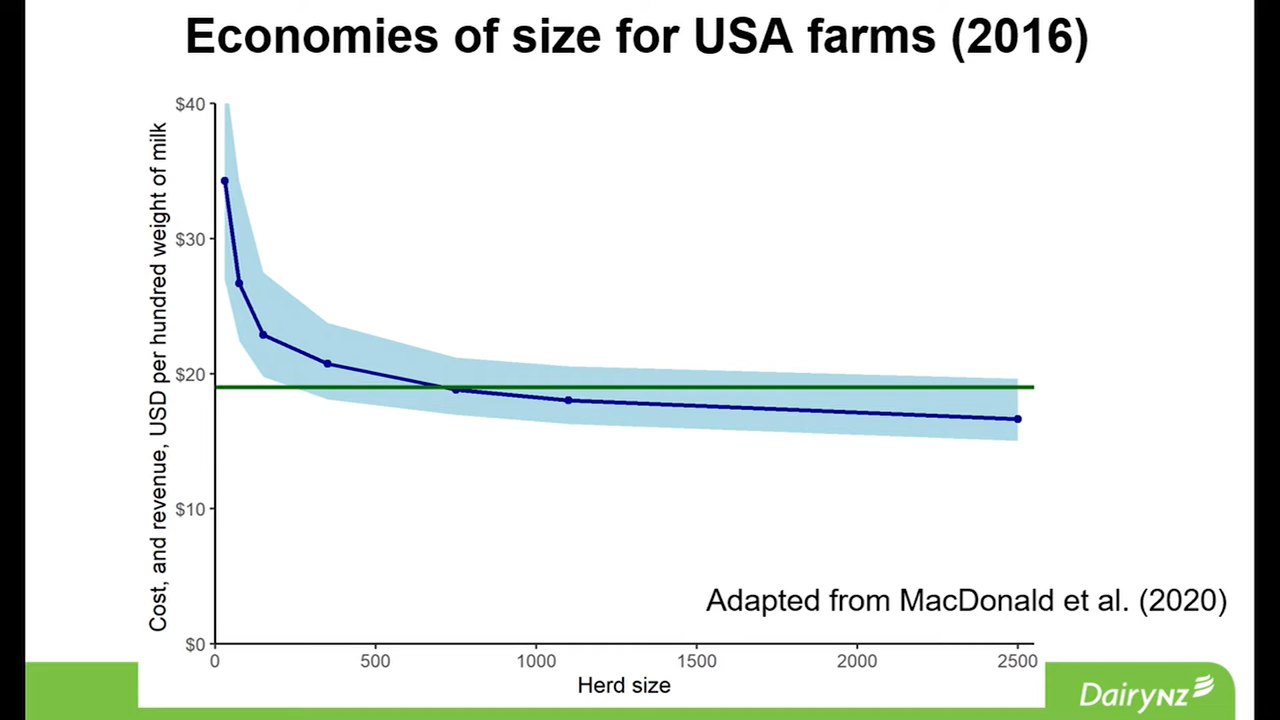 Economies of size for USA farms (2016)
Cost, and revenue, USD per hundred weight of milk
$40
$30
$20
$10
$0
0
500
1000
1500
2000
2500
Herd size
Adapted from MacDonald et al. (2020)
DairyNZ